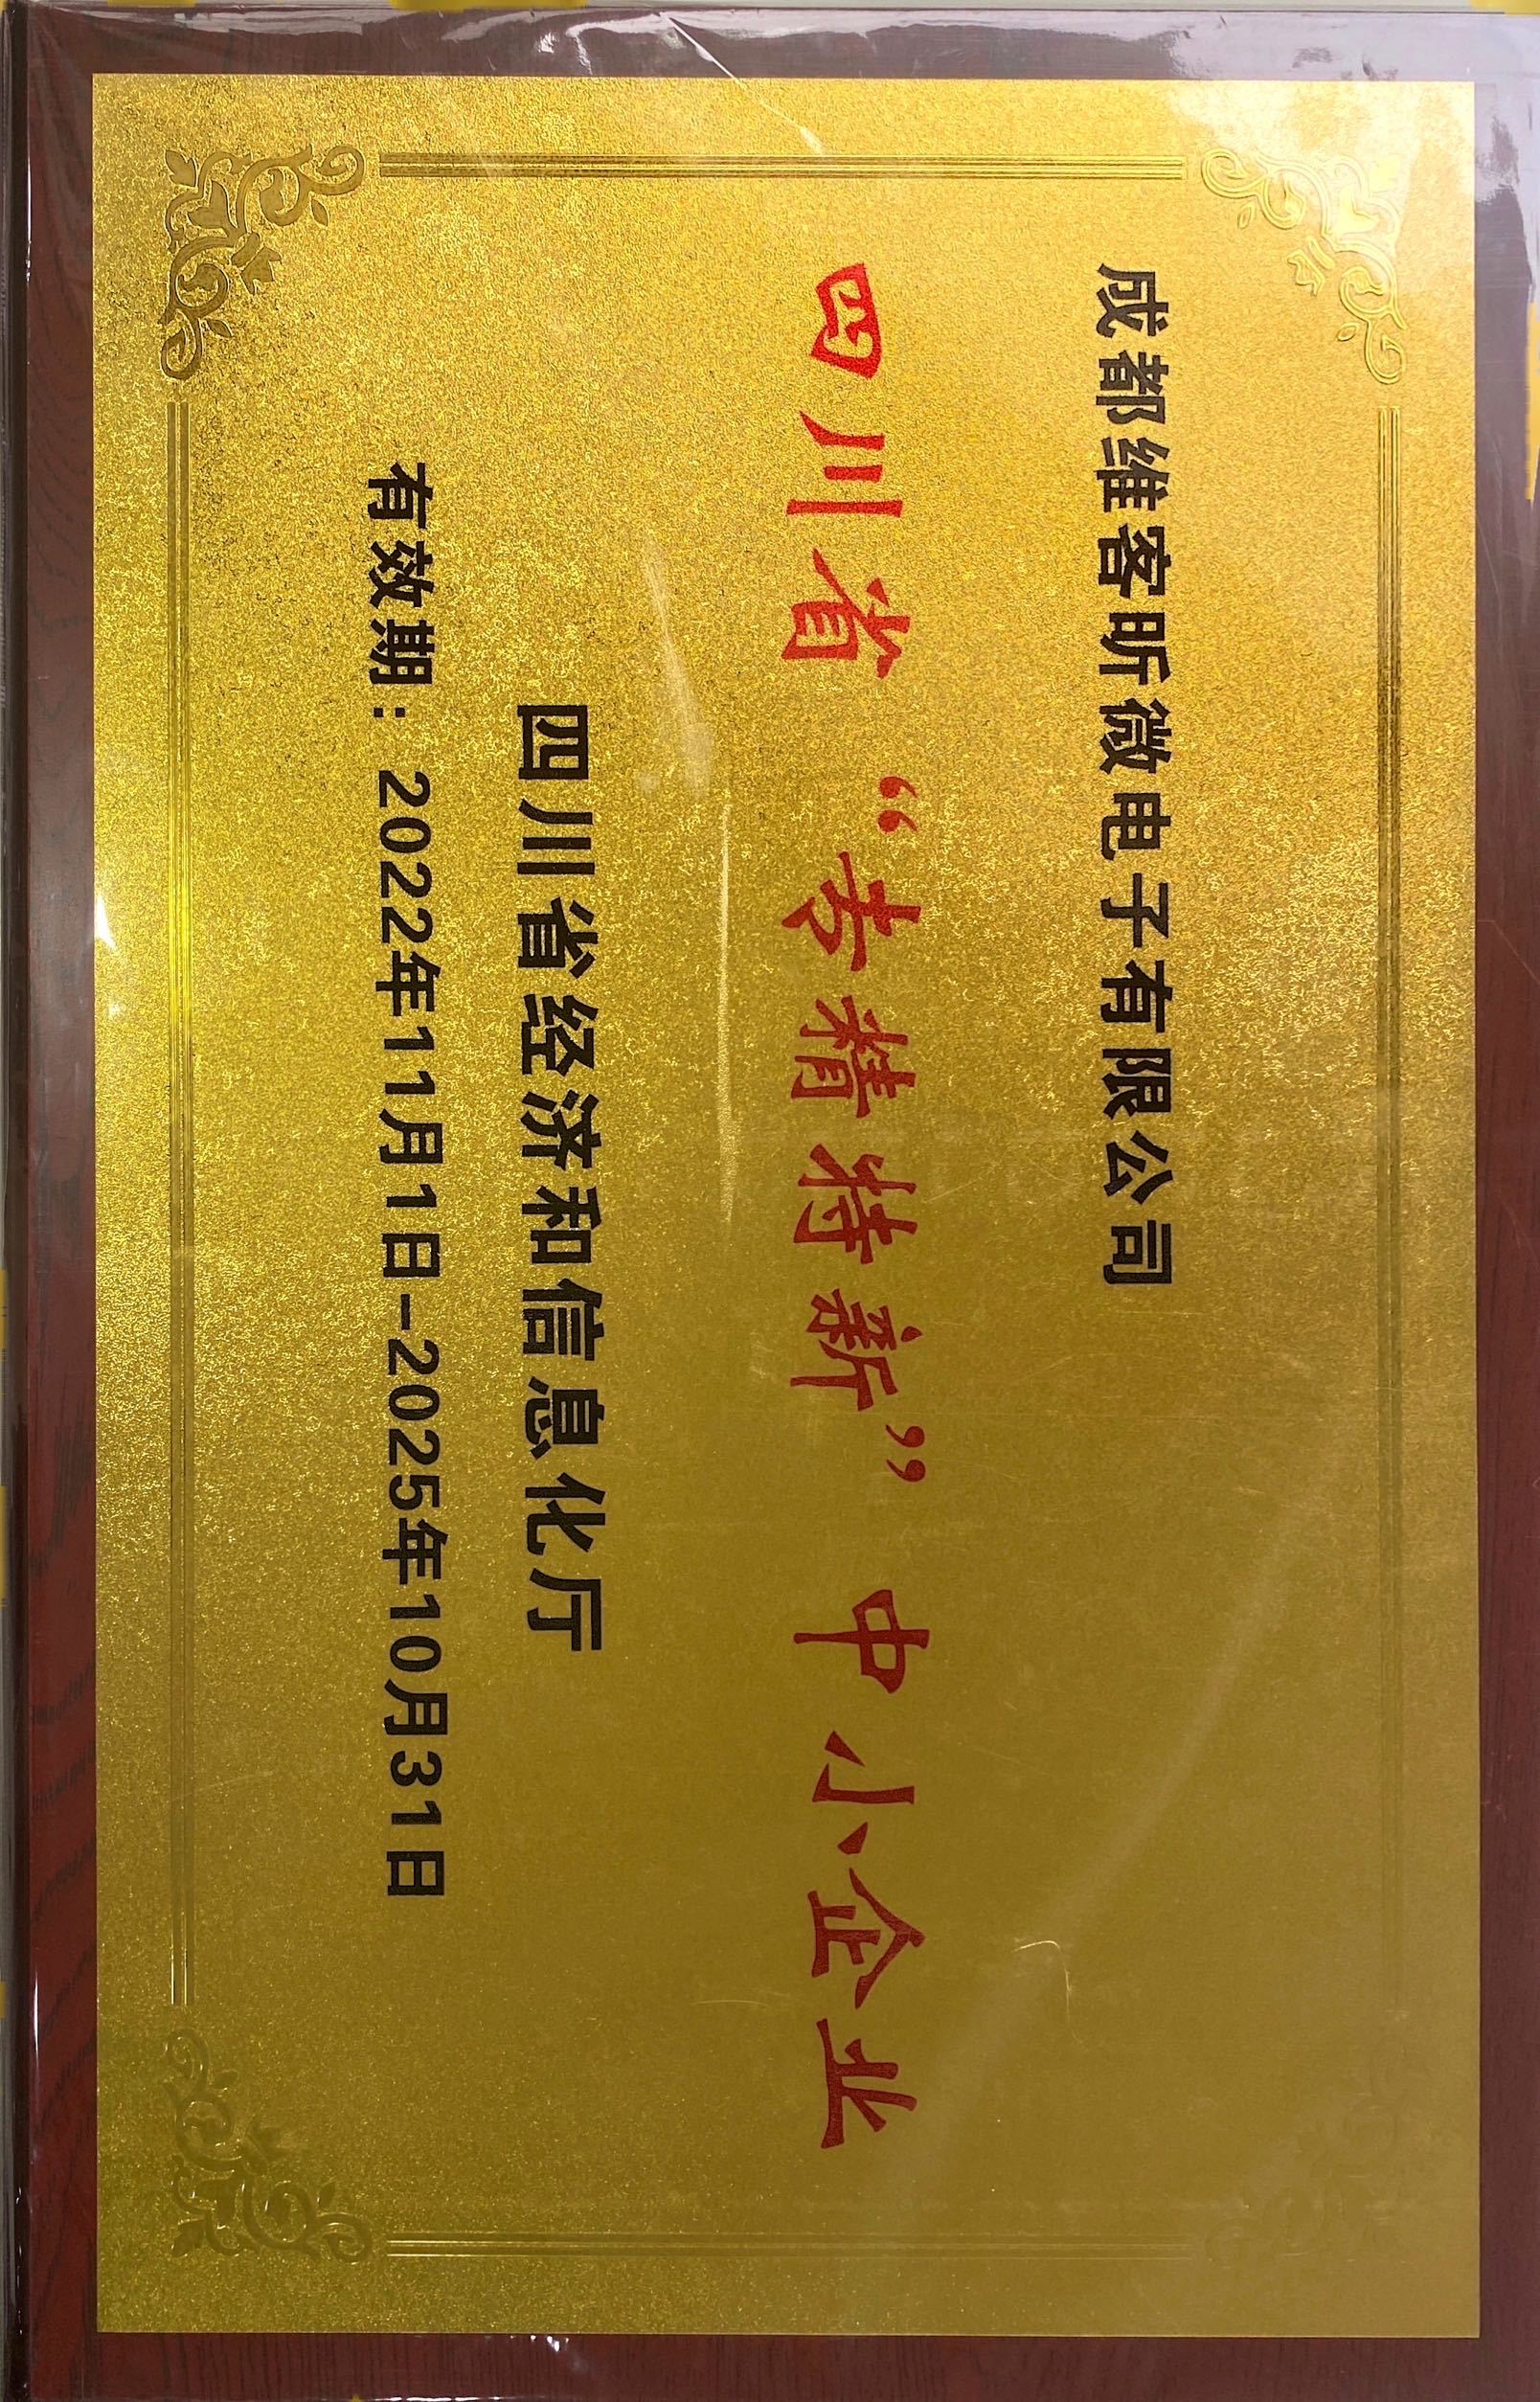 成都维客昕微电子有限公司
四川省“专精特新”中小企业
四川省经济和信息化厅
有效期：2022年11月1日-2025年10月31日